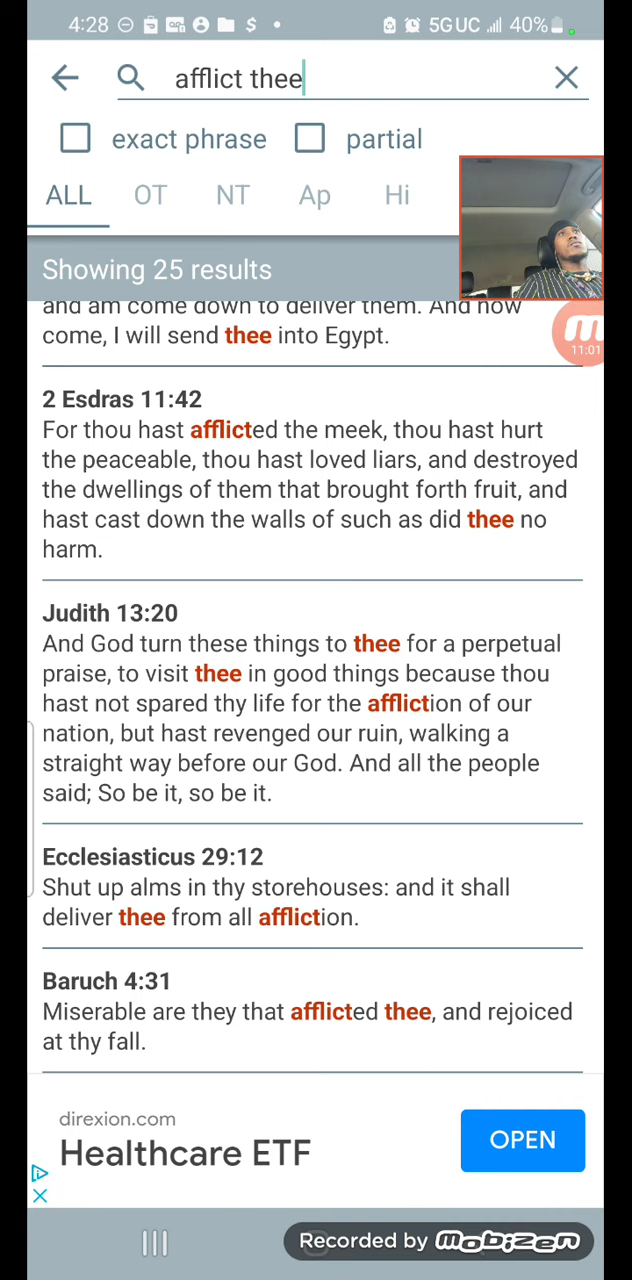 4:28 $ 5G UC 40%
afflict thee
exact phrase partial
ALL OT NT Ap Hi
Showing 25 results
and am come down to deliver them. And now
come, I will send thee into Egypt.
11:01
2 Esdras 11:42
For thou hast afflicted the meek, thou hast hurt
the peaceable, thou hast loved liars, and destroyed
the dwellings of them that brought forth fruit, and
hast cast down the walls of such as did thee no
harm.
Judith 13:20
And God turn these things to thee for a perpetual
praise, to visit thee in good things because thou
hast not spared thy life for the affliction of our
nation, but hast revenged our ruin, walking a
straight way before our God. And all the people
said; So be it, so be it.
Ecclesiasticus 29:12
Shut up alms in thy storehouses: and it shall
deliver thee from all affliction.
Baruch 4:31
Miserable are they that afflicted thee, and rejoiced
at thy fall.
direxion.com
Healthcare ETF
OPEN
Recorded by mobizen